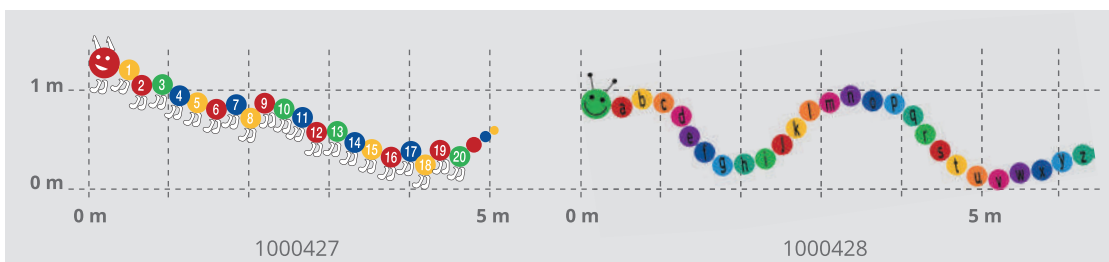 1 m
0 m
1 2 3 4 5 6 7 8 9 10 11 12 13 14 15 16 17 18 19 20
0 m 5 m
1000427
a b c d e f g h i j k l m n o p q r s t u v w x y z
0 m 5 m
1000428